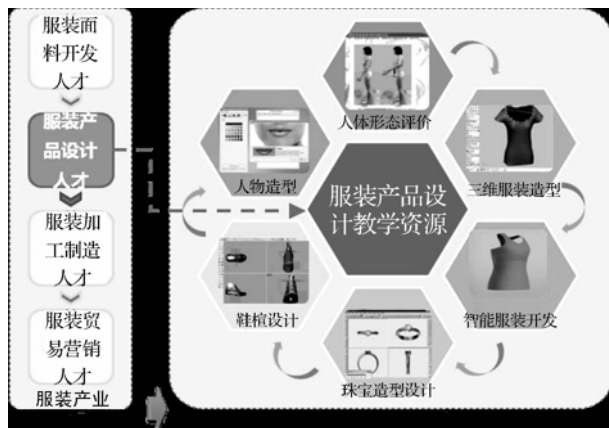 服装面
料开发
人才
服装产
品设计
人才
服装加
工制造
人才
服装贸
易营销
人才
服装产业
人体形态评价
人物造型
三维服装造型
服装产品设
计教学资源
鞋楦设计
智能服装开发
珠宝造型设计